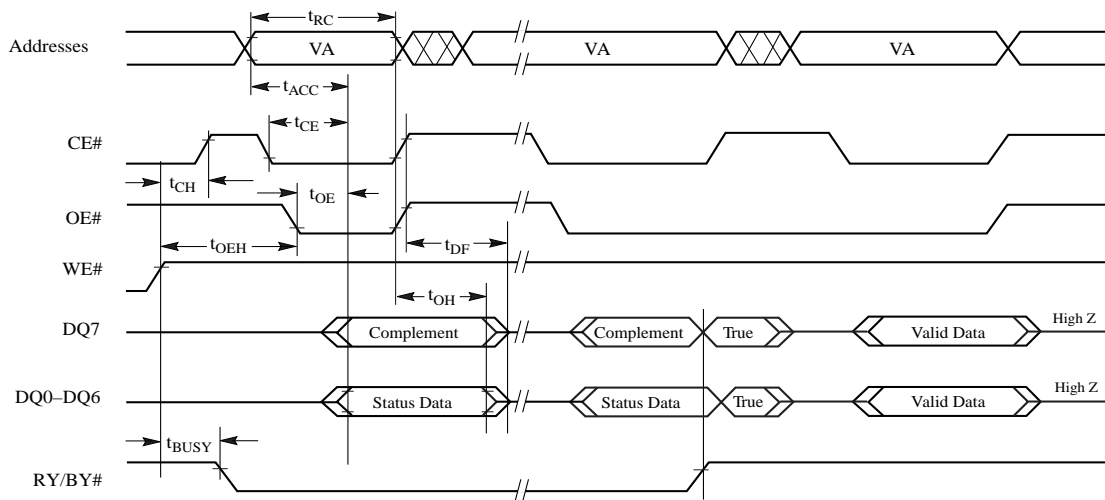 tRC
Addresses VA VA VA
tACC
tCE
CE#
tCH tOE
OE#
tOEH tDF
WE#
tOH
DQ7 Complement Complement True Valid Data High Z
DQ0–DQ6 Status Data Status Data True Valid Data High Z
tBUSY
RY/BY#